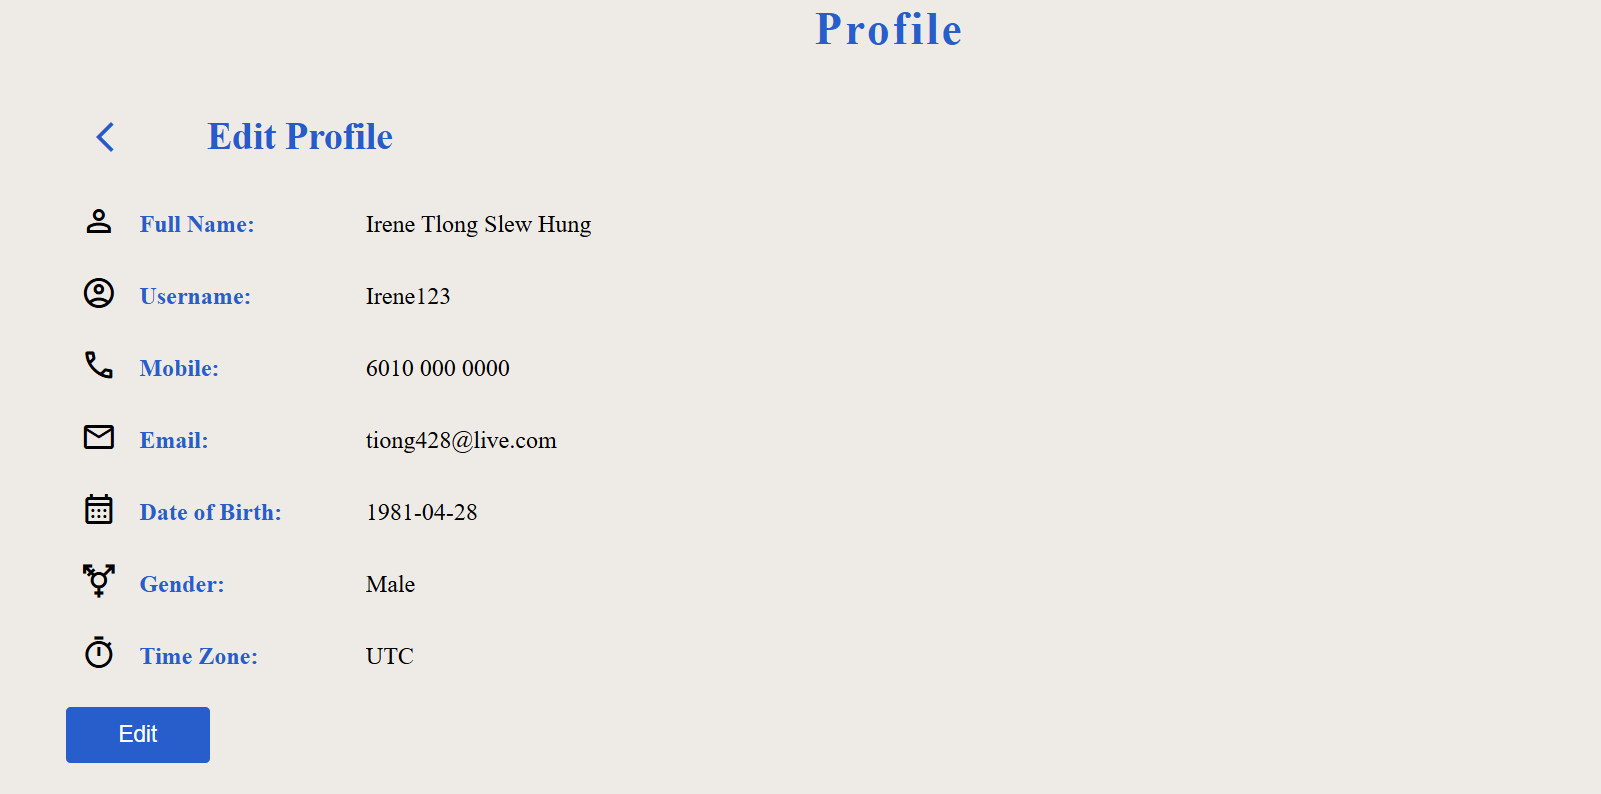 Profile
Edit Profile
Full Name: Irene Tlong Slew Hung
Username: Irene123
Mobile: 6010 000 0000
Email: tiong428@live.com
Date of Birth: 1981-04-28
Gender: Male
Time Zone: UTC
Edit